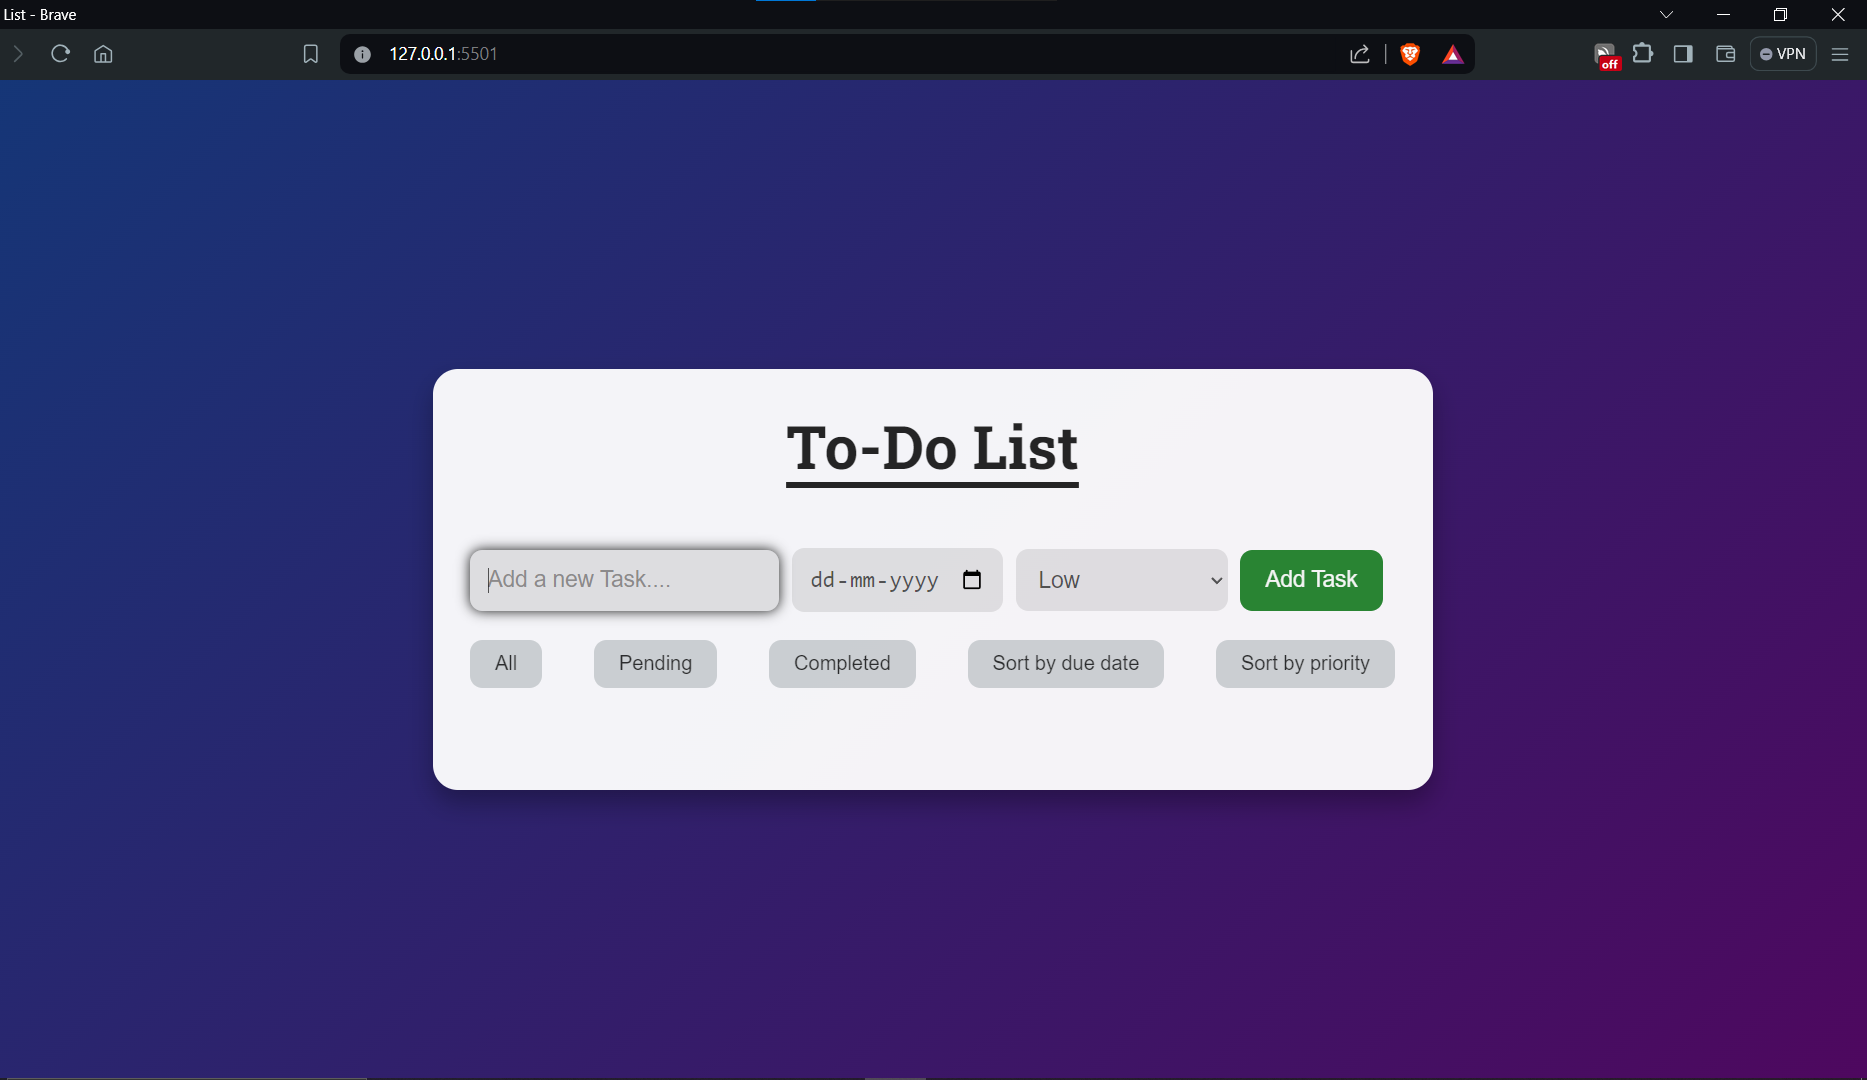 List - Brave
127.0.0.1:5501
off
VPN
To-Do List
Add a new Task....
dd-mm-yyyy
Low
Add Task
All
Pending
Completed
Sort by due date
Sort by priority